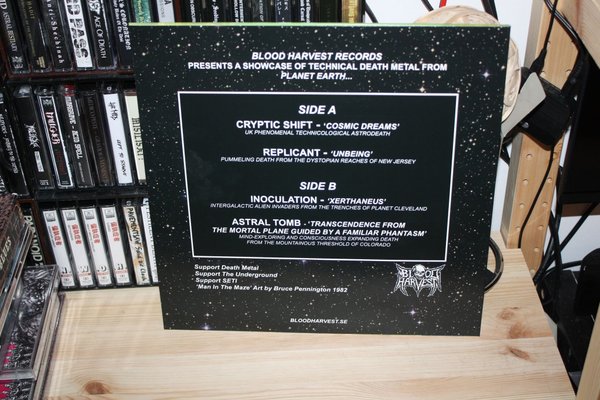 BLOOD HARVEST RECORDS
PRESENTS A SHOWCASE OF TECHNICAL DEATH METAL FROM
PLANET EARTH...
SIDE A
CRYPTIC SHIFT - 'COSMIC DREAMS'
UK PHENOMENAL TECHNICOLOGICAL ASTRODEATH
REPLICANT - 'UNBEING'
PUMMELING DEATH FROM THE DYSTOPIAN REACHES OF NEW JERSEY
SIDE B
INOCULATION - 'XERTHANEUS'
INTERGALACTIC ALIEN INVADERS FROM THE TRENCHES OF PLANET CLEVELAND
ASTRAL TOMB - 'TRANSCENDENCE FROM
THE MORTAL PLANE GUIDED BY A FAMILIAR PHANTASM'
MIND-EXPLORING AND CONSCIOUSNESS EXPANDING DEATH
FROM THE MOUNTAINOUS THRESHOLD OF COLORADO
Support Death Metal
Support The Underground
Support SETI
'Men In The Maze' Art by Bruce Pennington 1982
BLOOD
HARVEST
BLOODHARVEST.SE